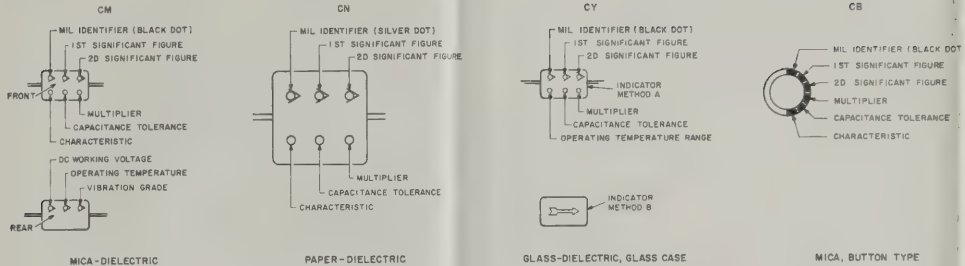 CM
MIL IDENTIFIER (BLACK DOT)
1ST SIGNIFICANT FIGURE
2D SIGNIFICANT FIGURE
FRONT
MULTIPLIER
CAPACITANCE TOLERANCE
CHARACTERISTIC
DC WORKING VOLTAGE
OPERATING TEMPERATURE
VIBRATION GRADE
REAR
MICA-DIELECTRIC
CN
MIL IDENTIFIER (SILVER DOT)
1ST SIGNIFICANT FIGURE
2D SIGNIFICANT FIGURE
MULTIPLIER
CAPACITANCE TOLERANCE
CHARACTERISTIC
PAPER-DIELECTRIC
CY
MIL IDENTIFIER (BLACK DOT)
1ST SIGNIFICANT FIGURE
2D SIGNIFICANT FIGURE
INDICATOR
METHOD A
MULTIPLIER
CAPACITANCE TOLERANCE
OPERATING TEMPERATURE RANGE
INDICATOR
METHOD B
GLASS-DIELECTRIC, GLASS CASE
CB
MIL IDENTIFIER (BLACK DOT
1ST SIGNIFICANT FIGURE
2D SIGNIFICANT FIGURE
MULTIPLIER
CAPACITANCE TOLERANCE
CHARACTERISTIC
MICA, BUTTON TYPE